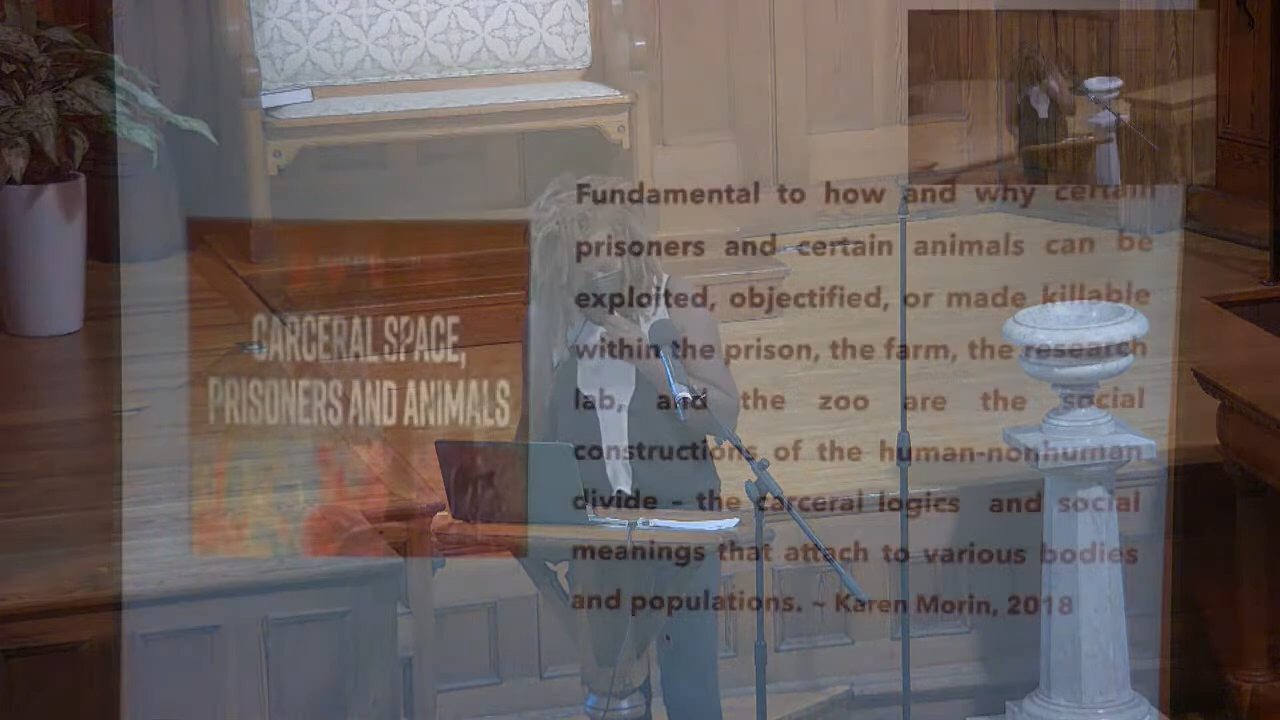 CARCERAL SPACE,
PRISONERS AND ANIMALS
Fundamental to how and why certain
prisoners and certain animals can be
exploited, objectified, or made killable
within the prison, the farm, the research
lab, and the zoo are the social
constructions of the human-nonhuman
divide - the carceral logics and social
meanings that attach to various bodies
and populations. ~ Karen Morin, 2018